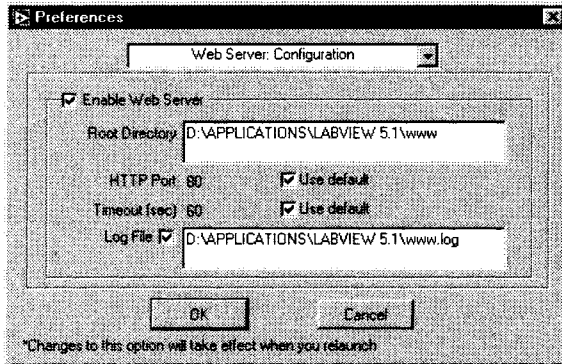 Preferences
Web Server: Configuration
Enable Web Server
Root Directory D:\APPLICATIONS\LABVIEW 5.1\www
HTTP Port 80 Use default
Timeout (sec) 60 Use default
Log File D:\APPLICATIONS\LABVIEW 5.1\www.log
OK Cancel
*Changes to this option will take effect when you relaunch